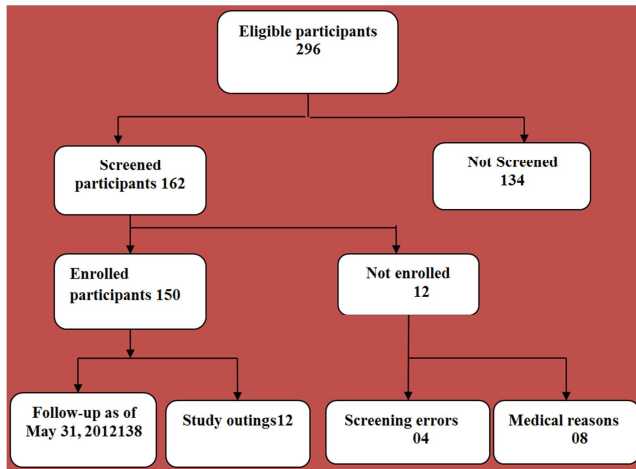 Eligible participants
296
Screened
participants 162
Not Screened
134
Enrolled
participants 150
Not enrolled
12
Follow-up as of
May 31, 2012138
Study outings12
Screening errors
04
Medical reasons
08